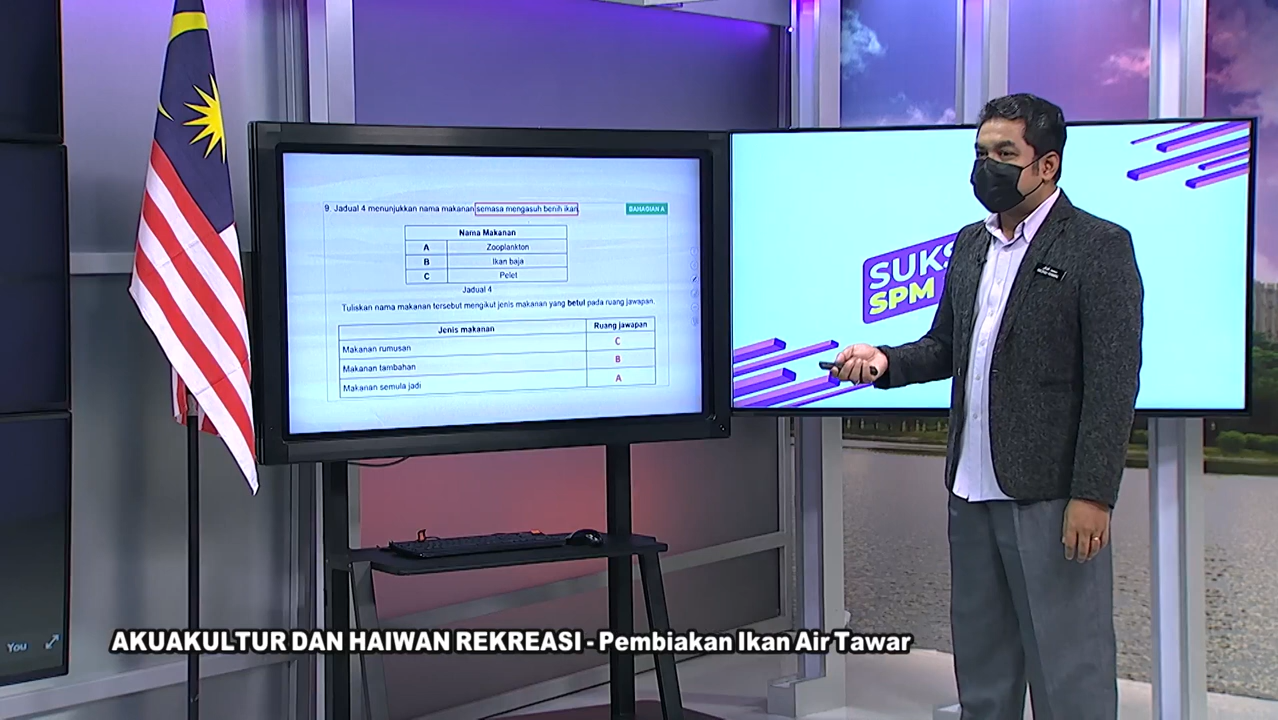 9. Jadual 4 menunjukkan nama makanan semasa mengasuh benih ikan
BAHAGIAN A
Nama Makanan
A Zooplankton
B Ikan baja
C Pelet
Jadual 4
Tuliskan nama makanan tersebut mengikut jenis makanan yang betul pada ruang jawapan.
Jenis makanan Ruang jawapan
Makanan rumusan C
Makanan tambahan B
Makanan semula jadi A
SUKS
SPM
You
AKUAKULTUR DAN HAIWAN REKREASI - Pembiakan Ikan Air Tawar